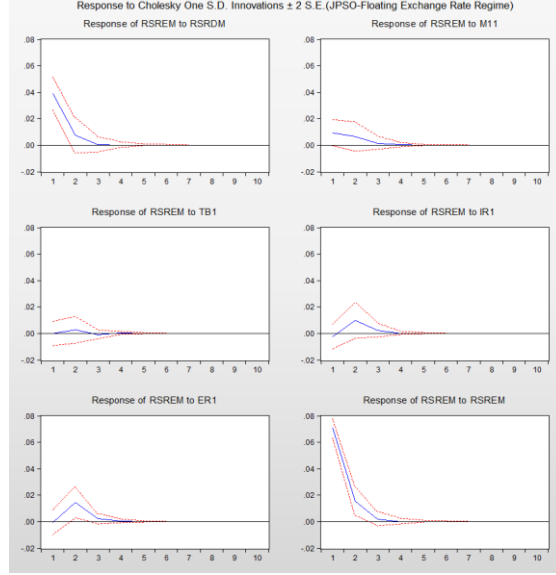 Response to Cholesky One S.D. Innovations ± 2 S.E.(JPSO-Floating Exchange Rate Regime)
Response of RSREM to RSRDM
.08
.06
.04
.02
.00
-.02
1 2 3 4 5 6 7 8 9 10
Response of RSREM to M11
.08
.06
.04
.02
.00
-.02
1 2 3 4 5 6 7 8 9 10
Response of RSREM to TB1
.08
.06
.04
.02
.00
-.02
1 2 3 4 5 6 7 8 9 10
Response of RSREM to IR1
.08
.06
.04
.02
.00
-.02
1 2 3 4 5 6 7 8 9 10
Response of RSREM to ER1
.08
.06
.04
.02
.00
-.02
1 2 3 4 5 6 7 8 9 10
Response of RSREM to RSREM
.08
.06
.04
.02
.00
-.02
1 2 3 4 5 6 7 8 9 10